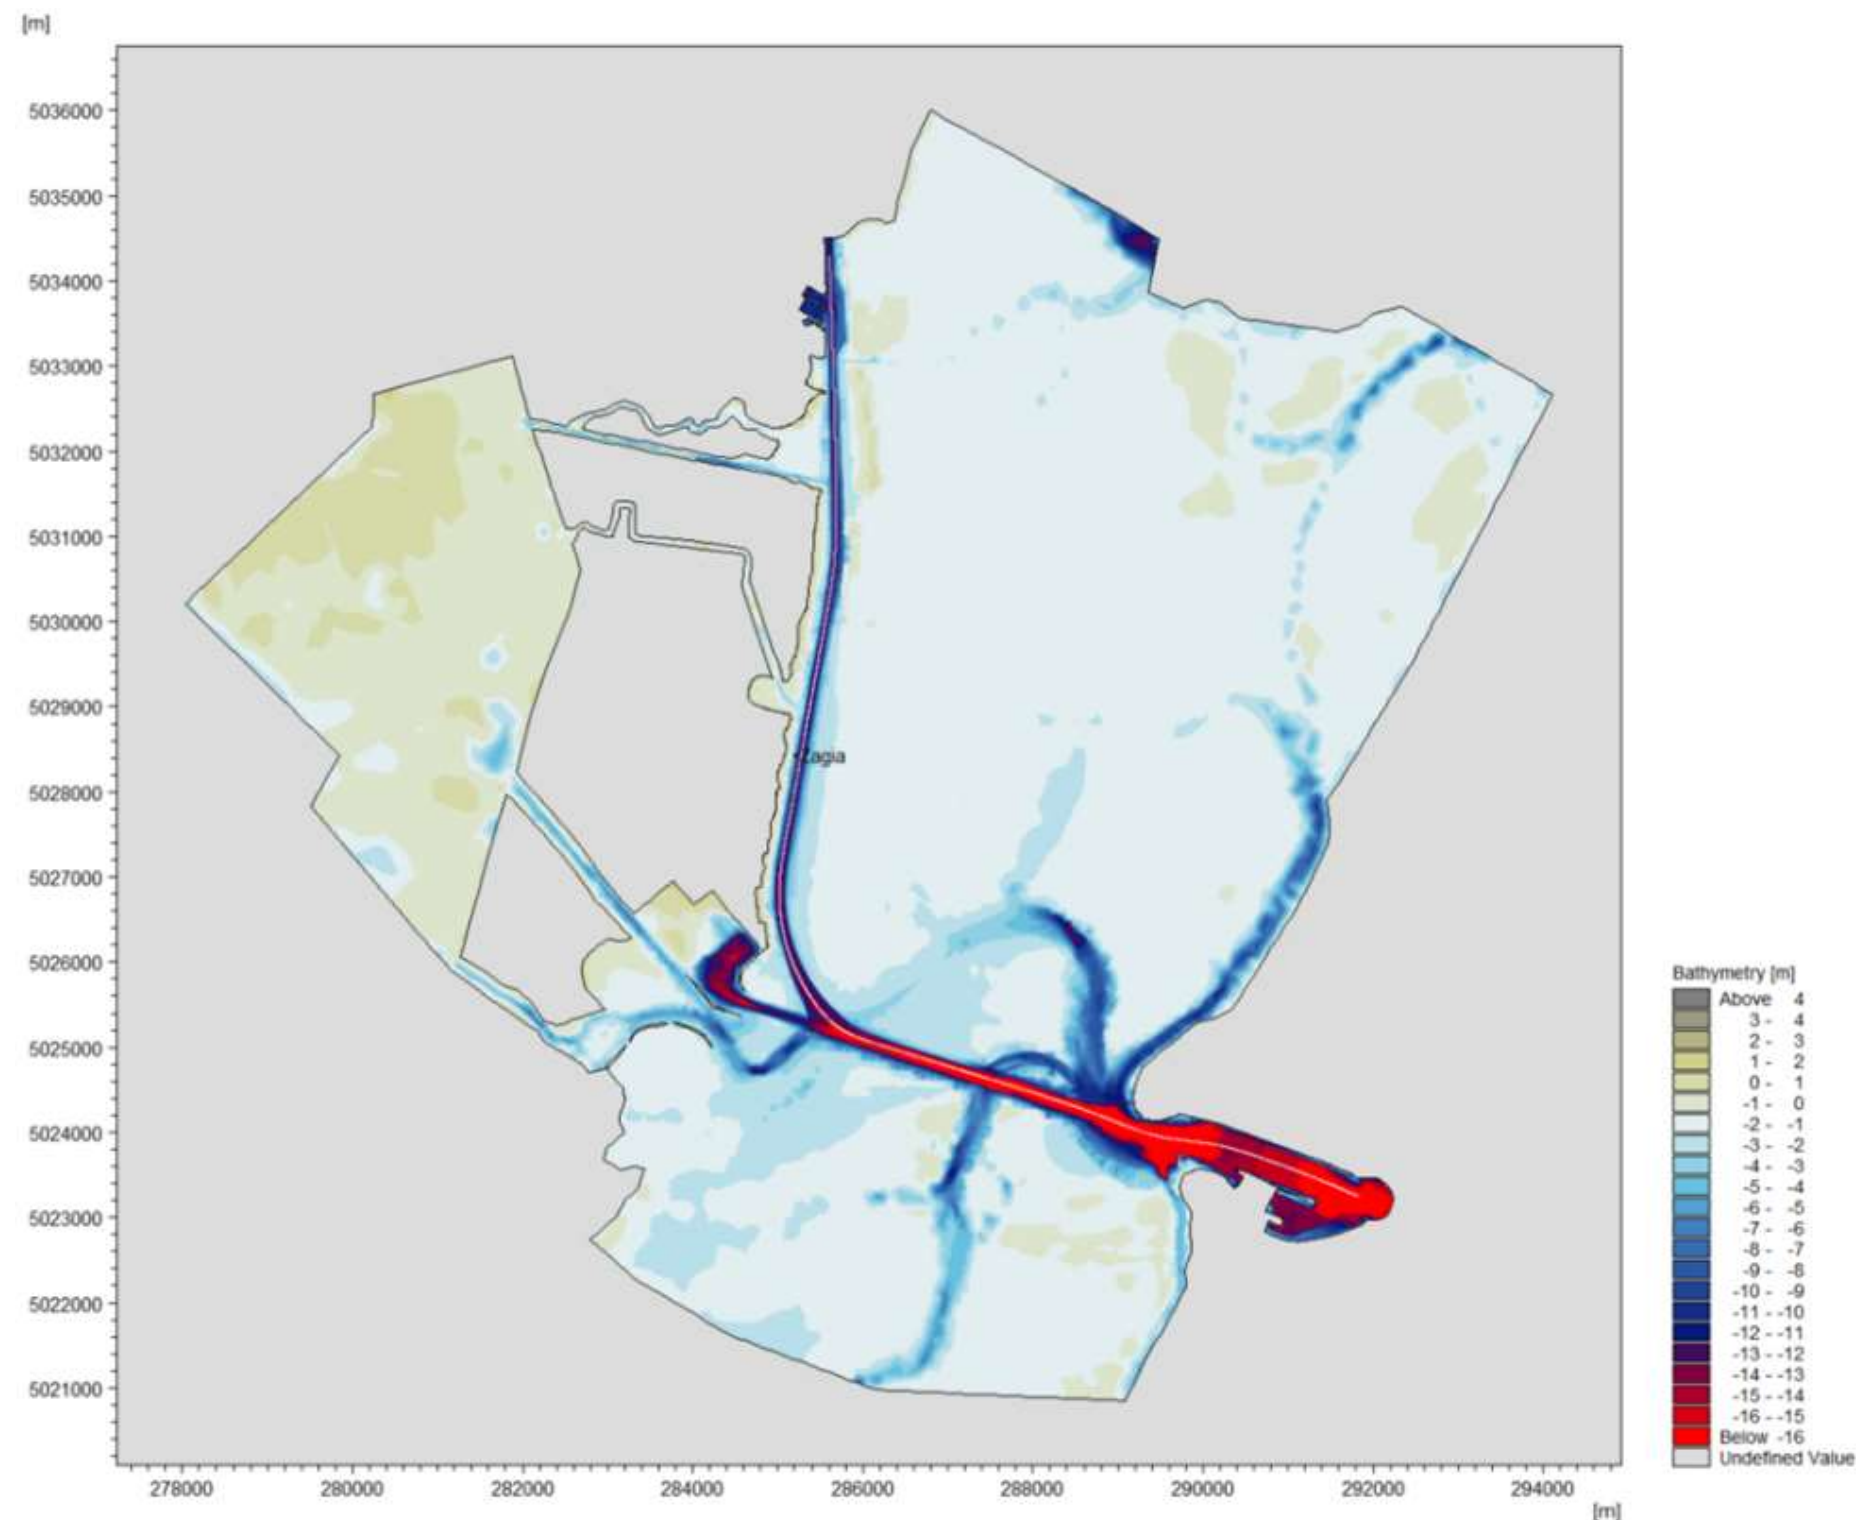 [m]
5036000
5035000
5034000
5033000
5032000
5031000
5030000
5029000
5028000
5027000
5026000
5025000
5024000
5023000
5022000
5021000
278000 280000 282000 284000 286000 288000 290000 292000 294000
[m]
Zagia
Bathymetry [m]
Above 4
3 - 4
2 - 3
1 - 2
0 - 1
-1 - 0
-2 - -1
-3 - -2
-4 - -3
-5 - -4
-6 - -5
-7 - -6
-8 - -7
-9 - -8
-10 - -9
-11 - -10
-12 - -11
-13 - -12
-14 - -13
-15 - -14
-16 - -15
Below -16
Undefined Value